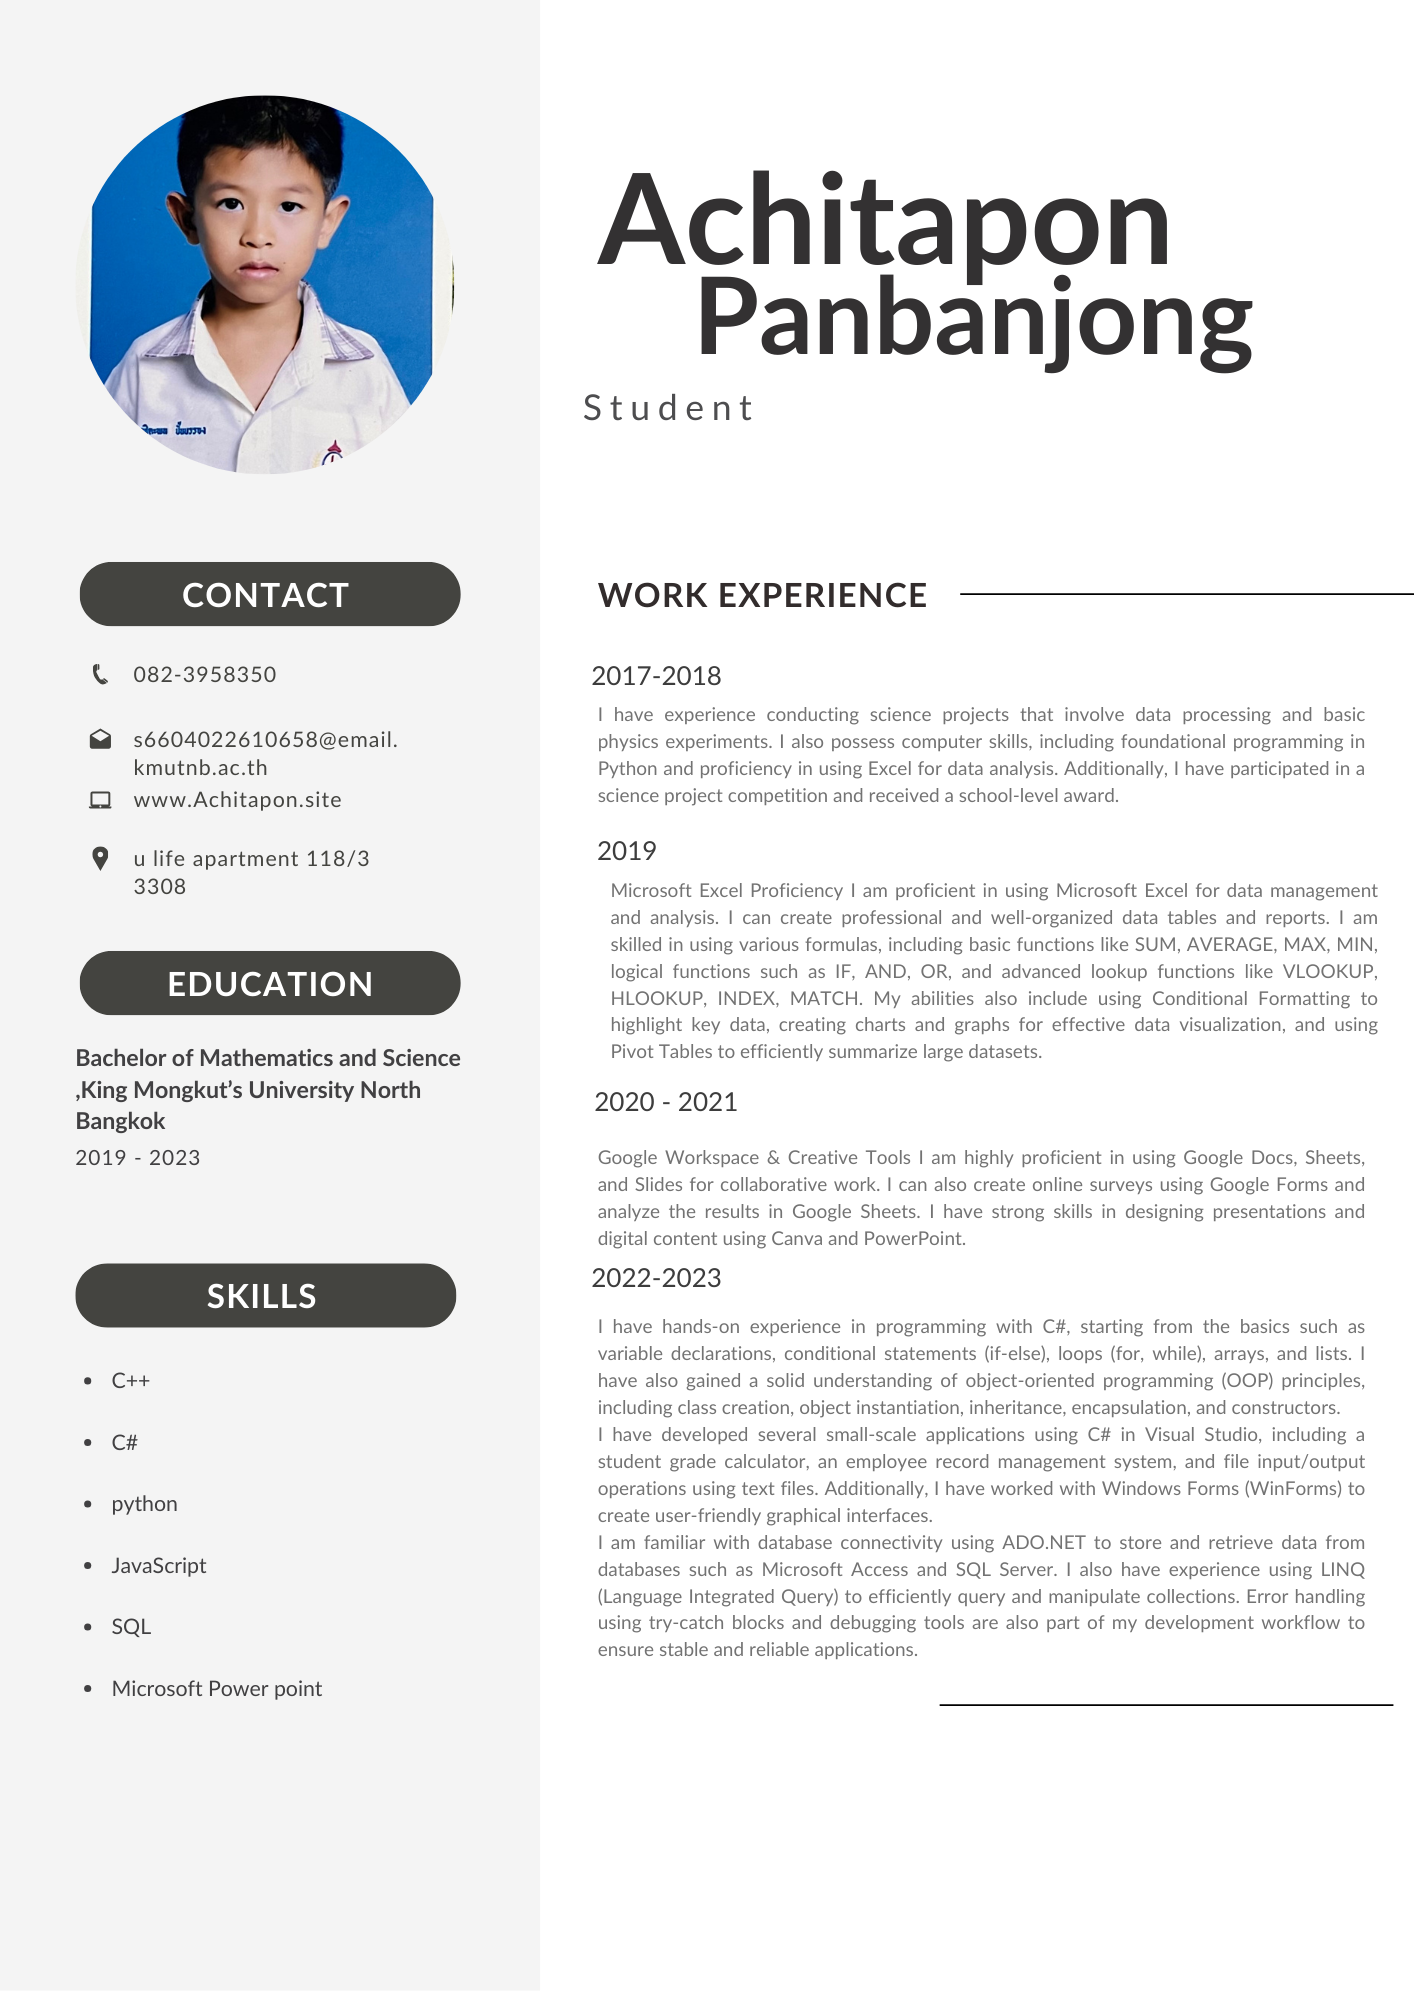 Achitapon
Panbanjong
Student
ปั้นบรรจง
CONTACT
082-3958350
s6604022610658@email.
kmutnb.ac.th
www.Achitapon.site
u life apartment 118/3
3308
EDUCATION
Bachelor of Mathematics and Science
,King Mongkut’s University North
Bangkok
2019 - 2023
SKILLS
C++
C#
python
JavaScript
SQL
Microsoft Power point
WORK EXPERIENCE
2017-2018
I have experience conducting science projects that involve data processing and basic
physics experiments. I also possess computer skills, including foundational programming in
Python and proficiency in using Excel for data analysis. Additionally, I have participated in a
science project competition and received a school-level award.
2019
Microsoft Excel Proficiency I am proficient in using Microsoft Excel for data management
and analysis. I can create professional and well-organized data tables and reports. I am
skilled in using various formulas, including basic functions like SUM, AVERAGE, MAX, MIN,
logical functions such as IF, AND, OR, and advanced lookup functions like VLOOKUP,
HLOOKUP, INDEX, MATCH. My abilities also include using Conditional Formatting to
highlight key data, creating charts and graphs for effective data visualization, and using
Pivot Tables to efficiently summarize large datasets.
2020 - 2021
Google Workspace & Creative Tools I am highly proficient in using Google Docs, Sheets,
and Slides for collaborative work. I can also create online surveys using Google Forms and
analyze the results in Google Sheets. I have strong skills in designing presentations and
digital content using Canva and PowerPoint.
2022-2023
I have hands-on experience in programming with C#, starting from the basics such as
variable declarations, conditional statements (if-else), loops (for, while), arrays, and lists. I
have also gained a solid understanding of object-oriented programming (OOP) principles,
including class creation, object instantiation, inheritance, encapsulation, and constructors.
I have developed several small-scale applications using C# in Visual Studio, including a
student grade calculator, an employee record management system, and file input/output
operations using text files. Additionally, I have worked with Windows Forms (WinForms) to
create user-friendly graphical interfaces.
I am familiar with database connectivity using ADO.NET to store and retrieve data from
databases such as Microsoft Access and SQL Server. I also have experience using LINQ
(Language Integrated Query) to efficiently query and manipulate collections. Error handling
using try-catch blocks and debugging tools are also part of my development workflow to
ensure stable and reliable applications.